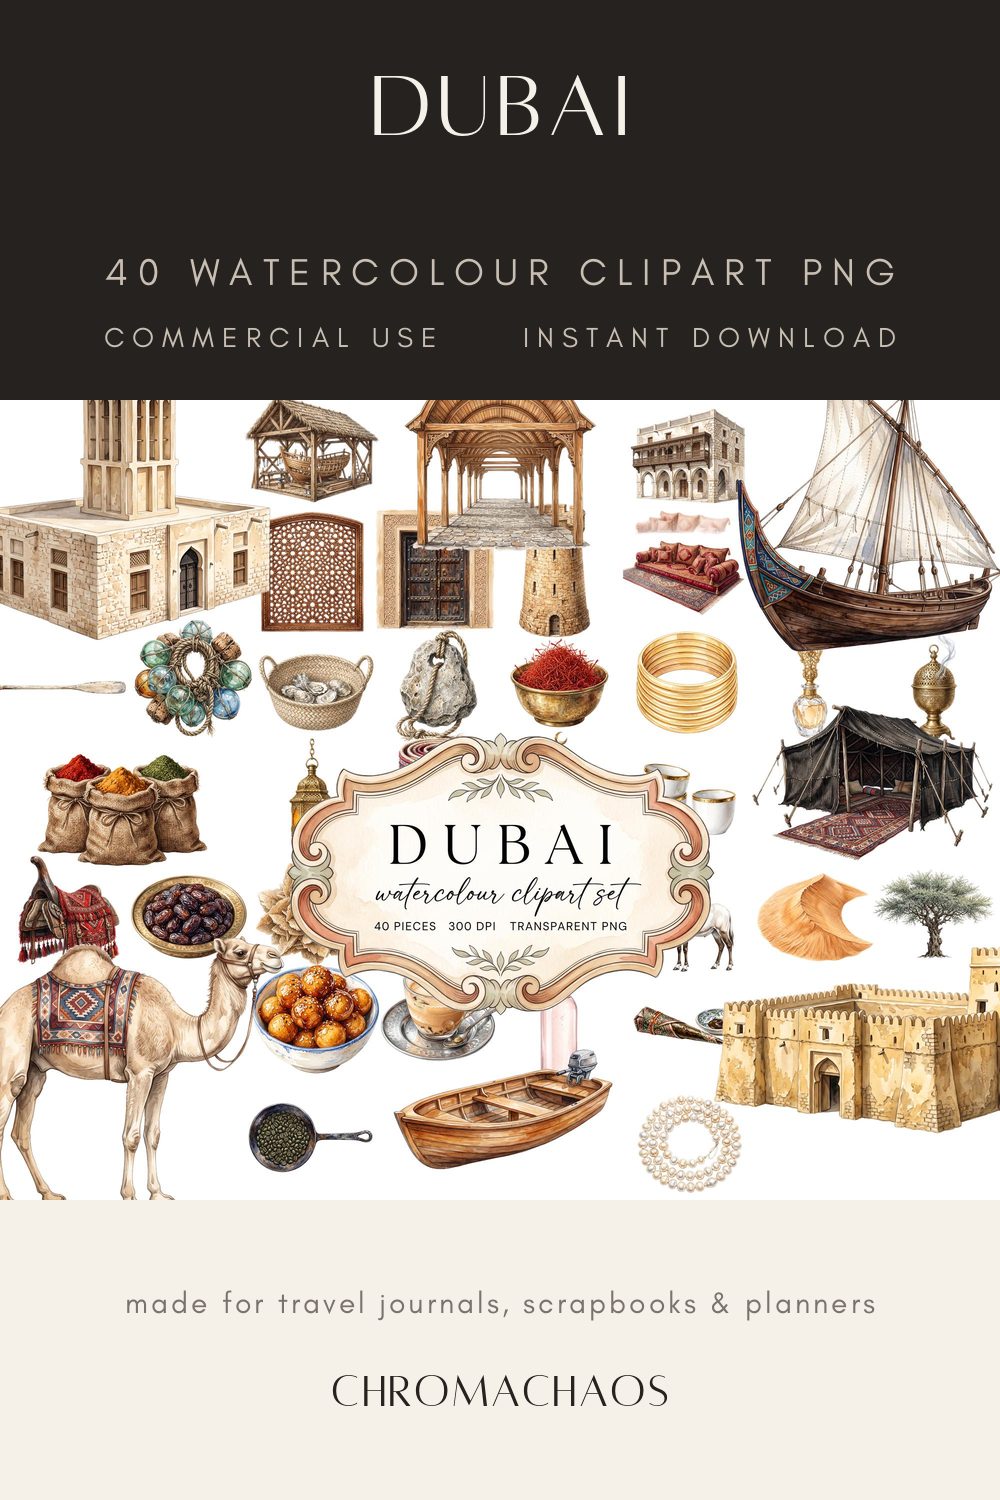 DUBAI
40 WATERCOLOUR CLIPART PNG
COMMERCIAL USE INSTANT DOWNLOAD
DUBAI
watercolour clipart set
40 PIECES 300 DPI TRANSPARENT PNG
made for travel journals, scrapbooks & planners
CHROMACHAOS